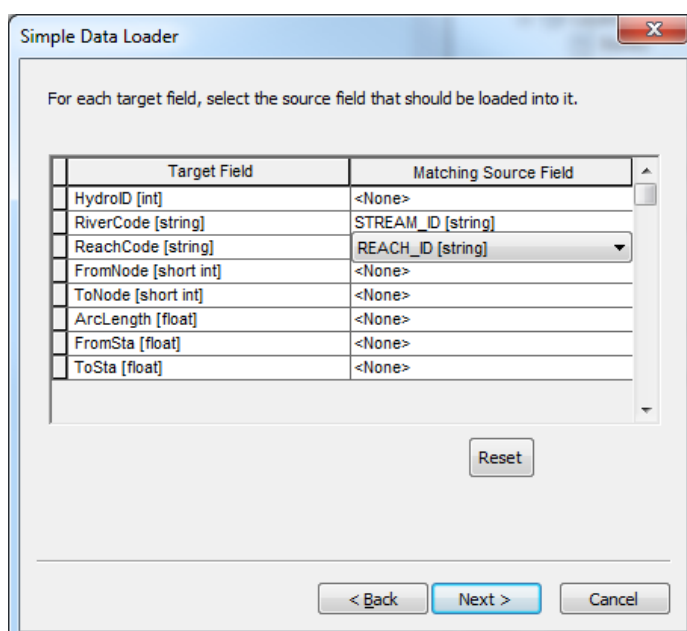 Simple Data Loader
For each target field, select the source field that should be loaded into it.
Target Field Matching Source Field
HydroID [int] <None>
RiverCode [string] STREAM_ID [string]
ReachCode [string] REACH_ID [string]
FromNode [short int] <None>
ToNode [short int] <None>
ArcLength [float] <None>
FromSta [float] <None>
ToSta [float] <None>
Reset
< Back Next > Cancel